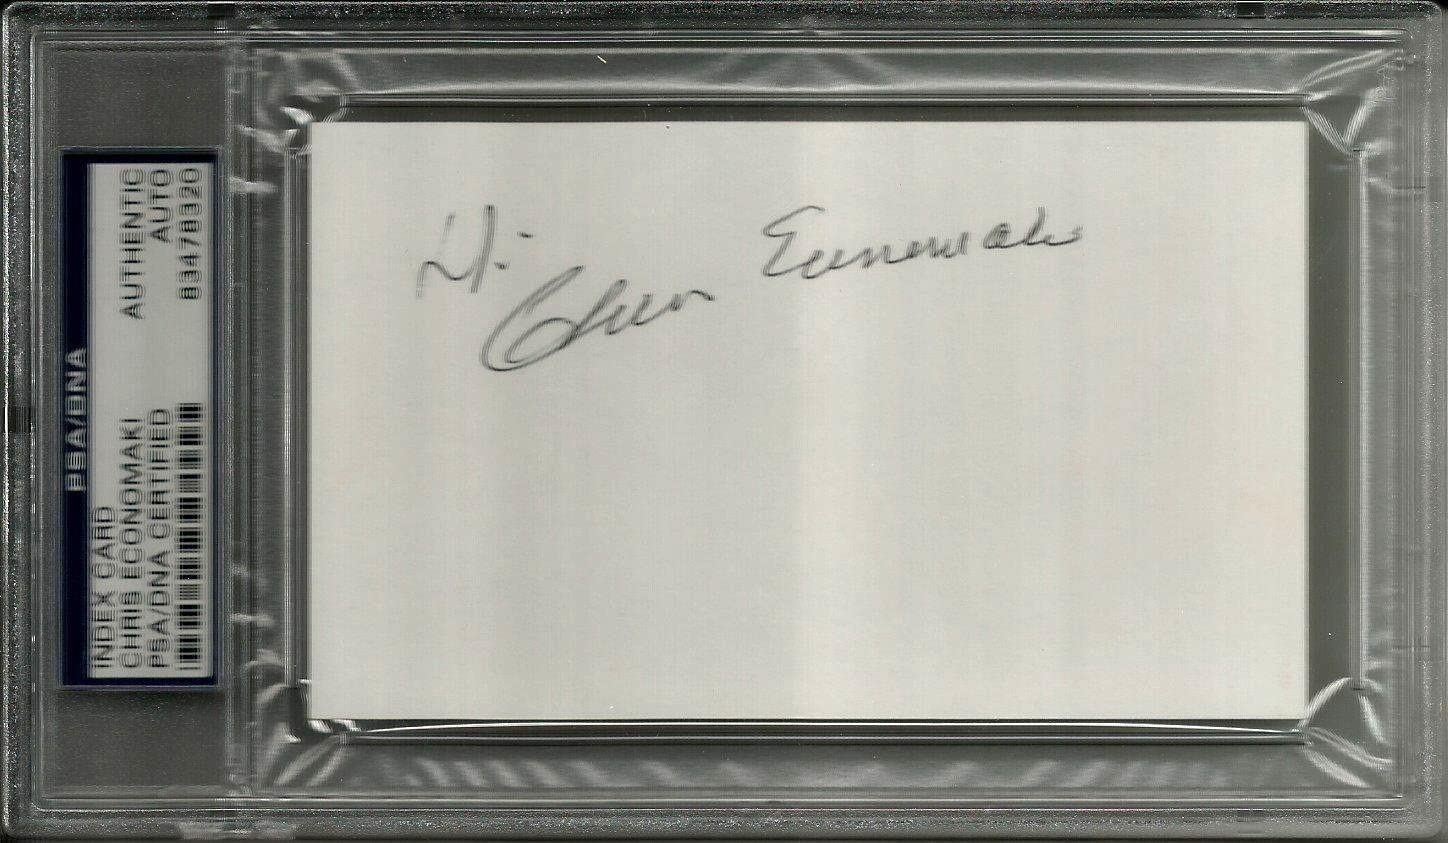 PSA/DNA
INDEX CARD AUTHENTIC
CHRIS ECONOMAKI AUTO
PSA/DNA CERTIFIED 83478320
Hi
Chris Economaki